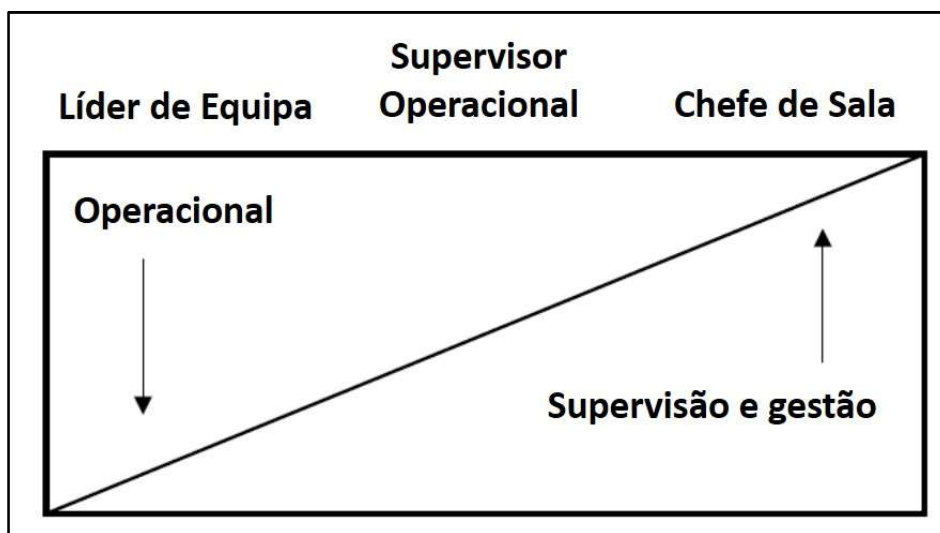 Supervisor
Líder de Equipa Operacional Chefe de Sala
Operacional
Supervisão e gestão